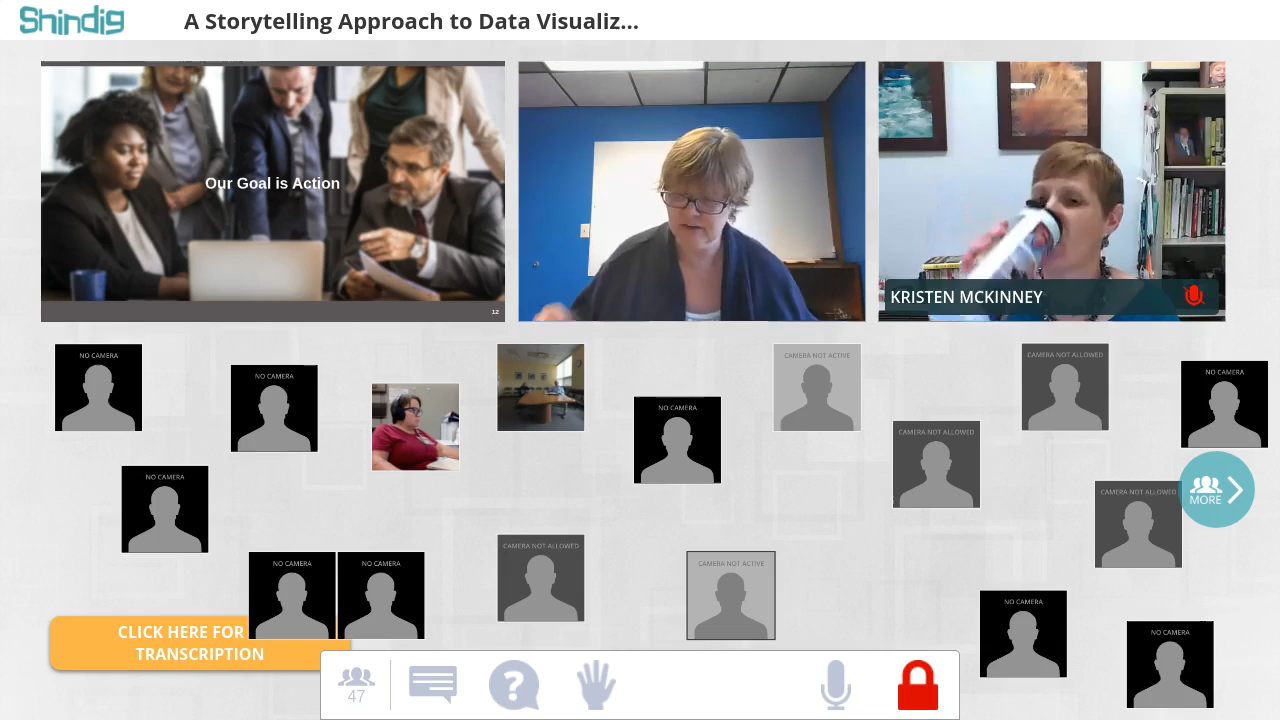 Shindig
A Storytelling Approach to Data Visualiz...
Our Goal is Action
12
KRISTEN MCKINNEY
NO CAMERA
NO CAMERA
NO CAMERA
CAMERA NOT ACTIVE
CAMERA NOT ALLOWED
CAMERA NOT ALLOWED
NO CAMERA
NO CAMERA
CAMERA NOT ALLOWED
MORE
NO CAMERA
NO CAMERA
CAMERA NOT ALLOWED
CAMERA NOT ACTIVE
NO CAMERA
NO CAMERA
CLICK HERE FOR
TRANSCRIPTION
47